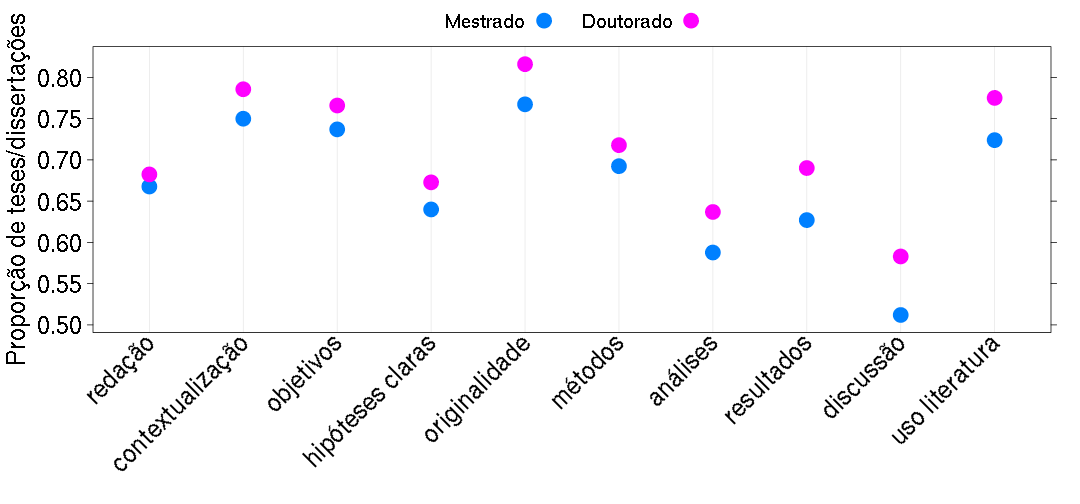 Mestrado Doutorado
Proporção de teses/dissertações
0.80
0.75
0.70
0.65
0.60
0.55
0.50
redação
contextualização
objetivos
hipóteses claras
originalidade
métodos
análises
resultados
discussão
uso literatura